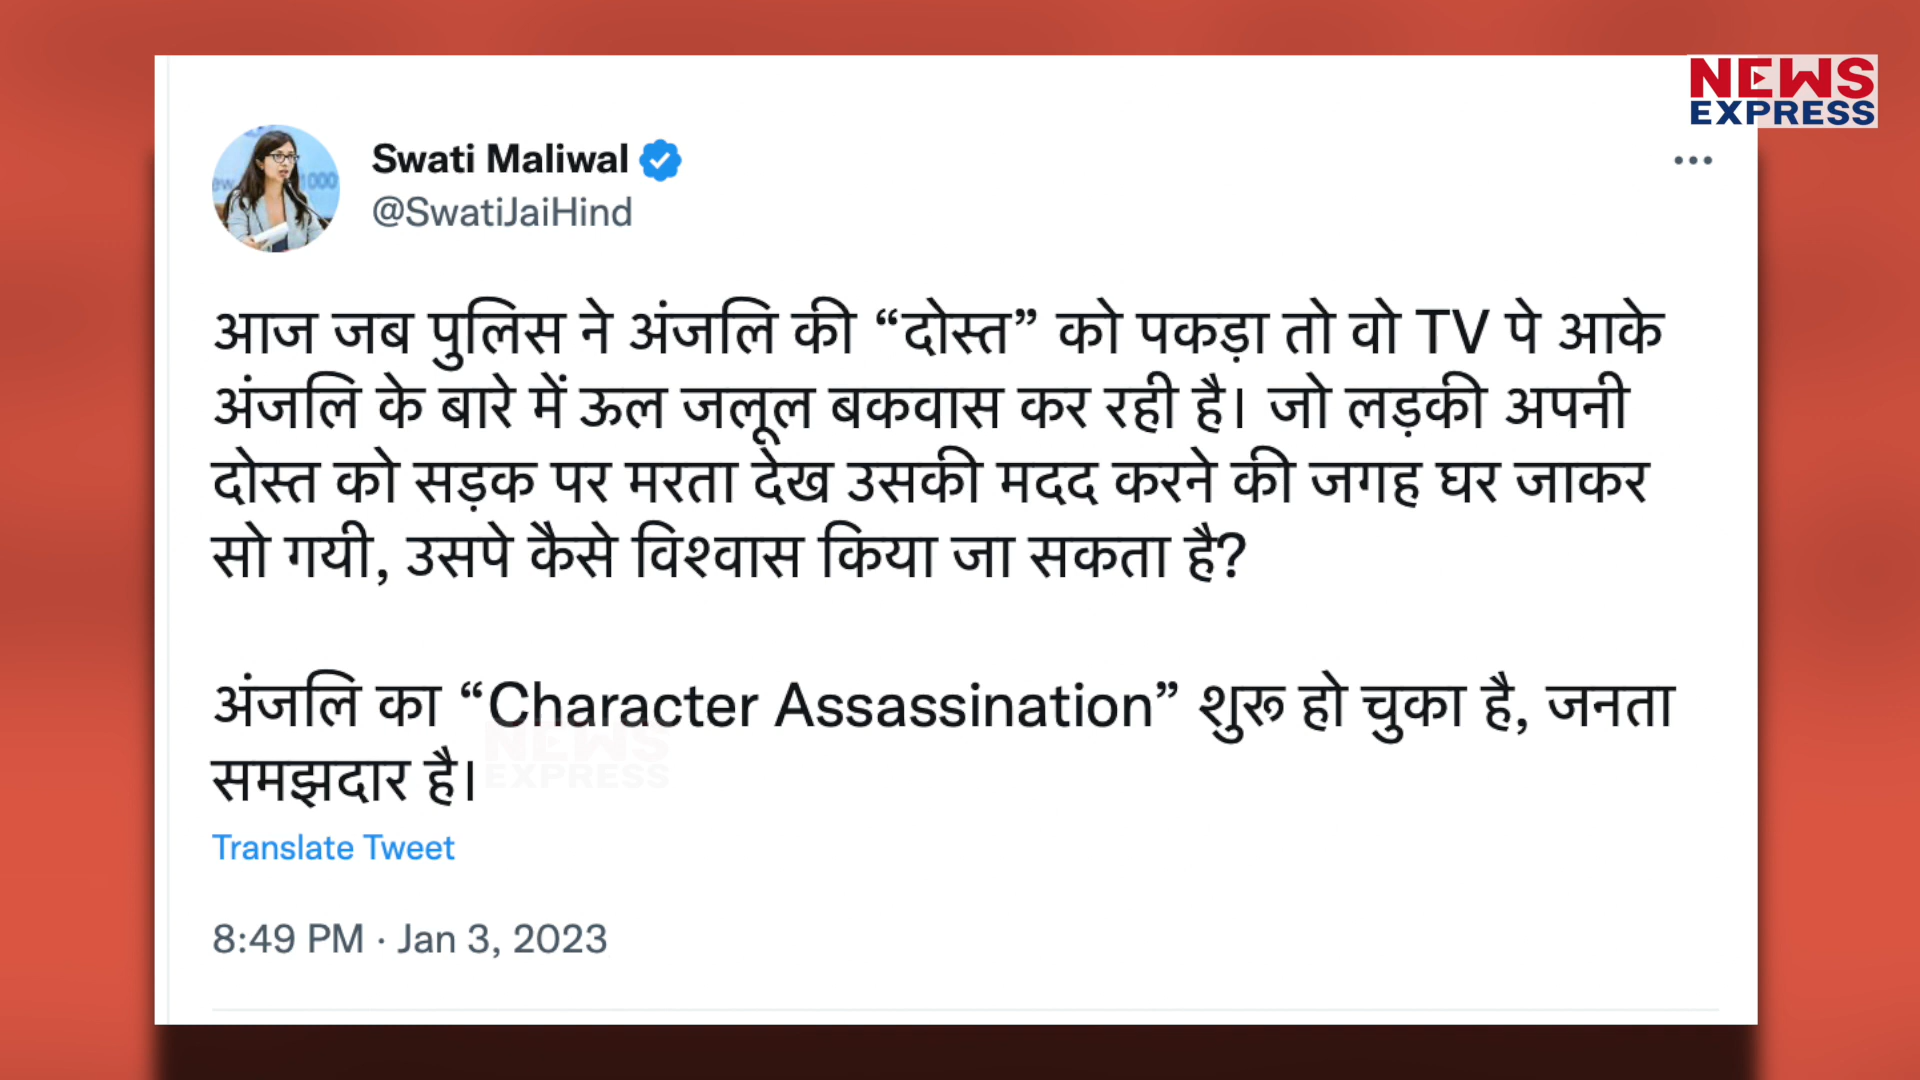 NEWS
EXPRESS
Swati Maliwal
@SwatiJaiHind
आज जब पुलिस ने अंजलि की “दोस्त” को पकड़ा तो वो TV पे आके
अंजलि के बारे में ऊल जलूल बकवास कर रही है। जो लड़की अपनी
दोस्त को सड़क पर मरता देख उसकी मदद करने की जगह घर जाकर
सो गयी, उसपे कैसे विश्वास किया जा सकता है?
अंजलि का “Character Assassination” शुरू हो चुका है, जनता
समझदार है।
NEWS
EXPRESS
Translate Tweet
8:49 PM · Jan 3, 2023